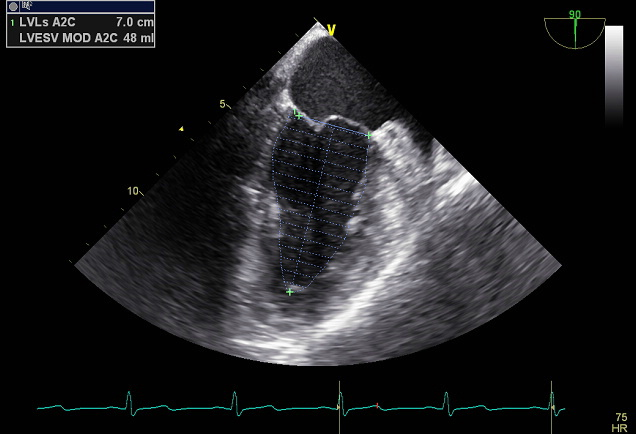 1 LVLs A2C 7.0 cm
LVESV MOD A2C 48 ml
V
90
5
10
75
HR